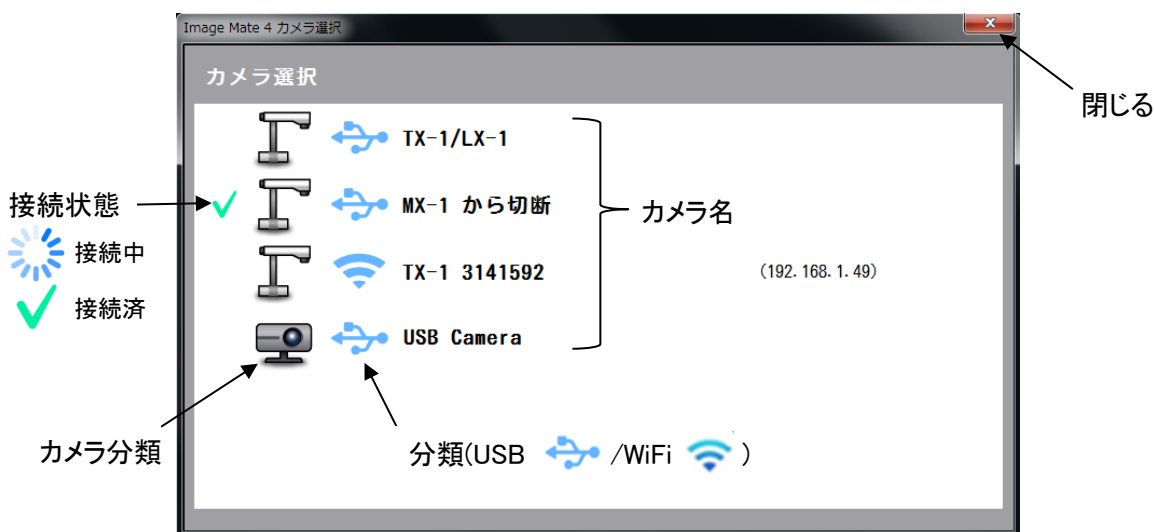 Image Mate 4 カメラ選択
x
カメラ選択
閉じる
TX-1/LX-1
接続状態
MX-1 から切断
カメラ名
接続中
TX-1 3141592
(192.168.1.49)
接続済
USB Camera
カメラ分類
分類(USB /WiFi )